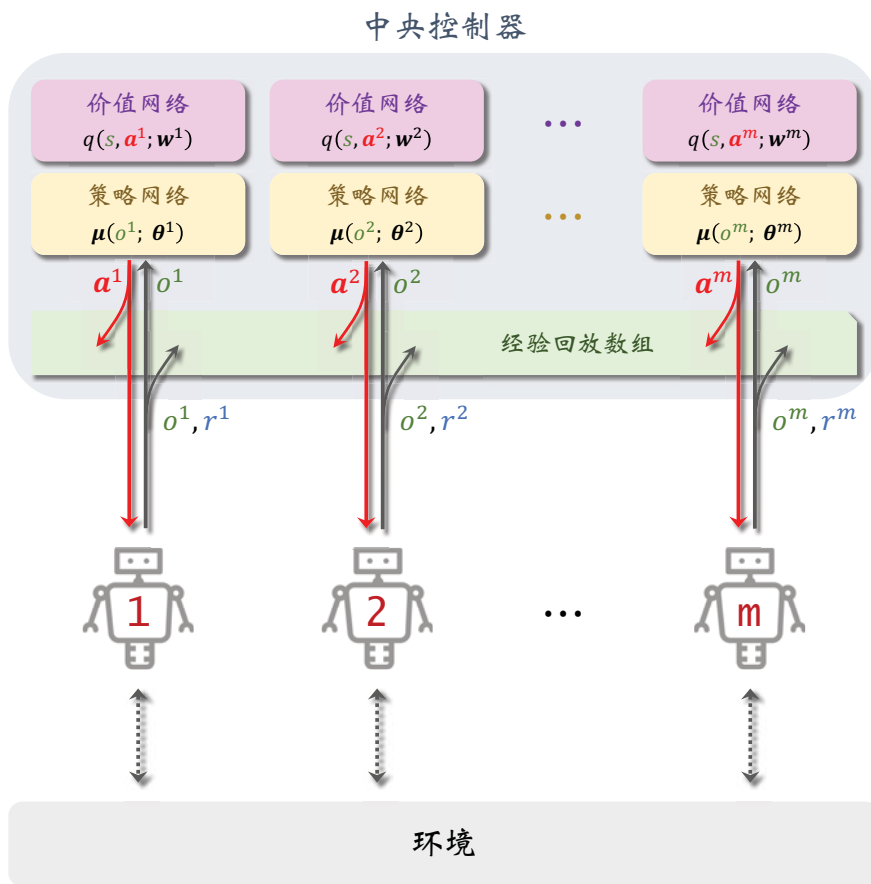 中央控制器
价值网络 价值网络 ... 价值网络
q(s, a¹; w¹) q(s, a²; w²) q(s, aᵐ; wᵐ)
策略网络 策略网络 ... 策略网络
μ(o¹; θ¹) μ(o²; θ²) μ(oᵐ; θᵐ)
a¹ o¹ a² o² aᵐ oᵐ
经验回放数组
o¹, r¹ o², r² oᵐ, rᵐ
1 2 ... m
环境